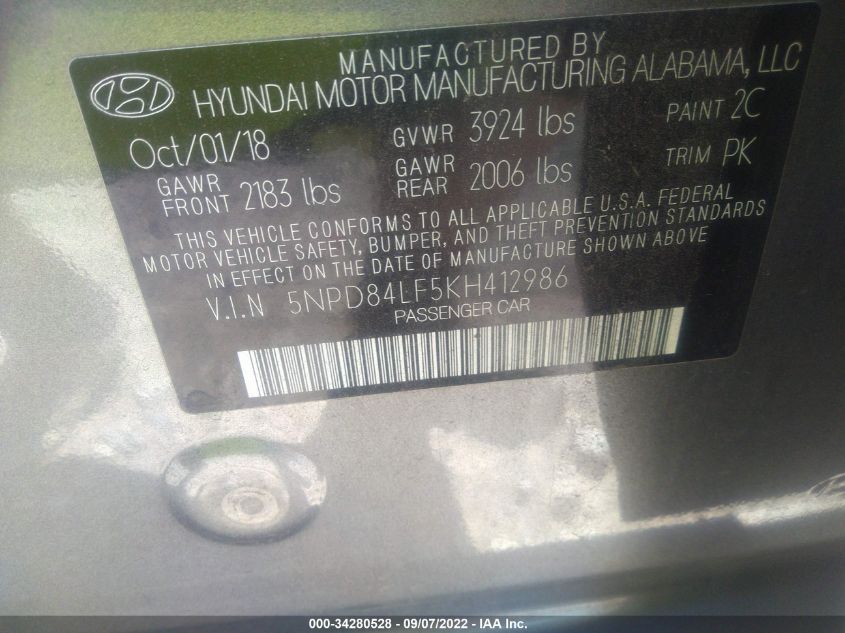 MANUFACTURED BY
HYUNDAI MOTOR MANUFACTURING ALABAMA, LLC
Oct/01/18 GVWR 3924 lbs PAINT 2C
GAWR FRONT 2183 lbs GAWR REAR 2006 lbs TRIM PK
THIS VEHICLE CONFORMS TO ALL APPLICABLE U.S.A. FEDERAL
MOTOR VEHICLE SAFETY, BUMPER, AND THEFT PREVENTION STANDARDS
IN EFFECT ON THE DATE OF MANUFACTURE SHOWN ABOVE
V.I.N 5NPD84LF5KH412986
PASSENGER CAR
000-34280528 - 09/07/2022 - © IAA Inc.